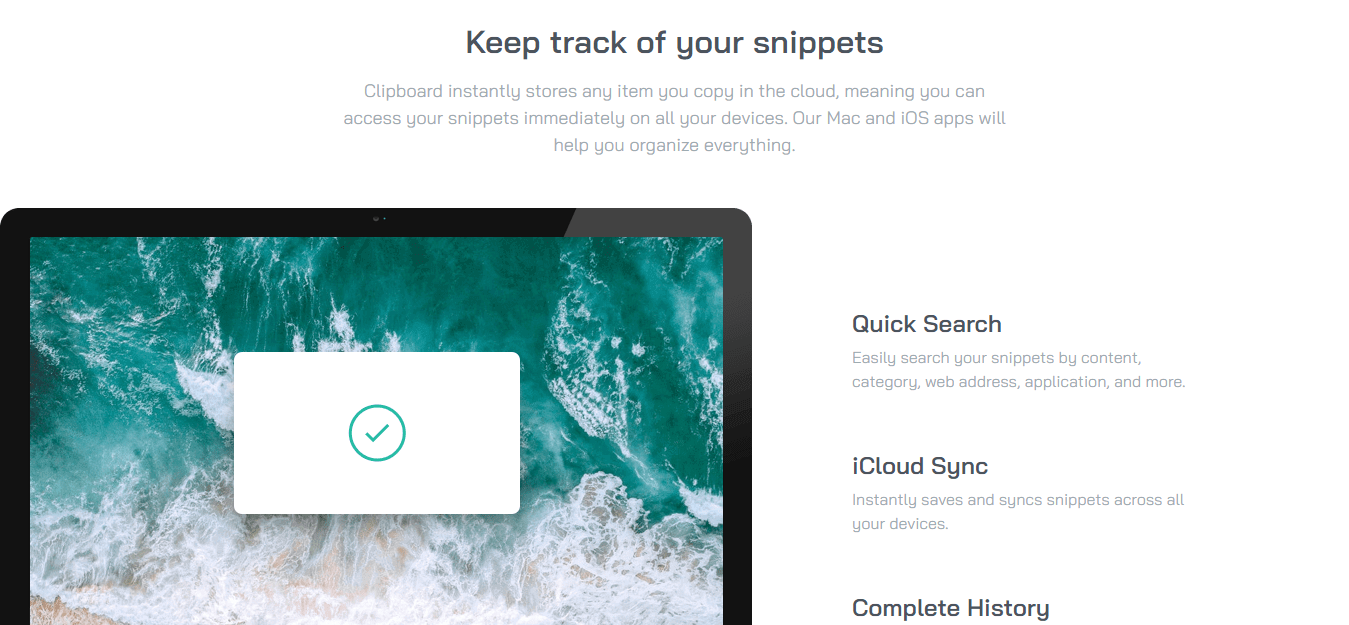 Keep track of your snippets
Clipboard instantly stores any item you copy in the cloud, meaning you can
access your snippets immediately on all your devices. Our Mac and iOS apps will
help you organize everything.
Quick Search
Easily search your snippets by content,
category, web address, application, and more.
iCloud Sync
Instantly saves and syncs snippets across all
your devices.
Complete History